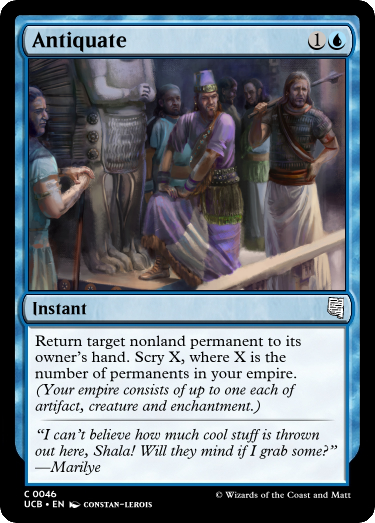 Antiquate 1
Instant
Return target nonland permanent to its
owner's hand. Scry X, where X is the
number of permanents in your empire.
(Your empire consists of up to one each of
artifact, creature and enchantment.)
"I can't believe how much cool stuff is thrown
out here, Shala! Will they mind if I grab some?"
—Marilye
C 0046
UCB • EN CONSTAN-LEROIS © Wizards of the Coast and Matt